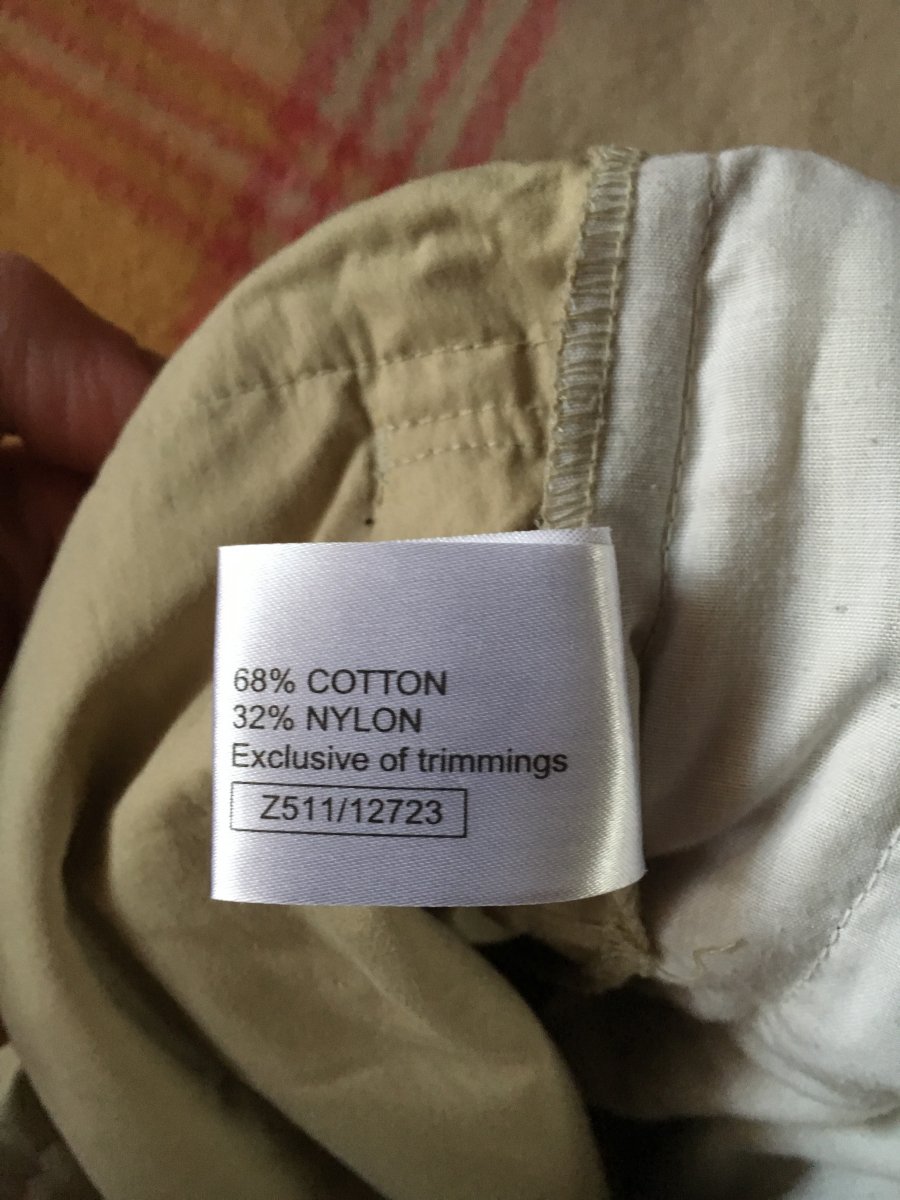 68% COTTON
32% NYLON
Exclusive of trimmings
Z511/12723